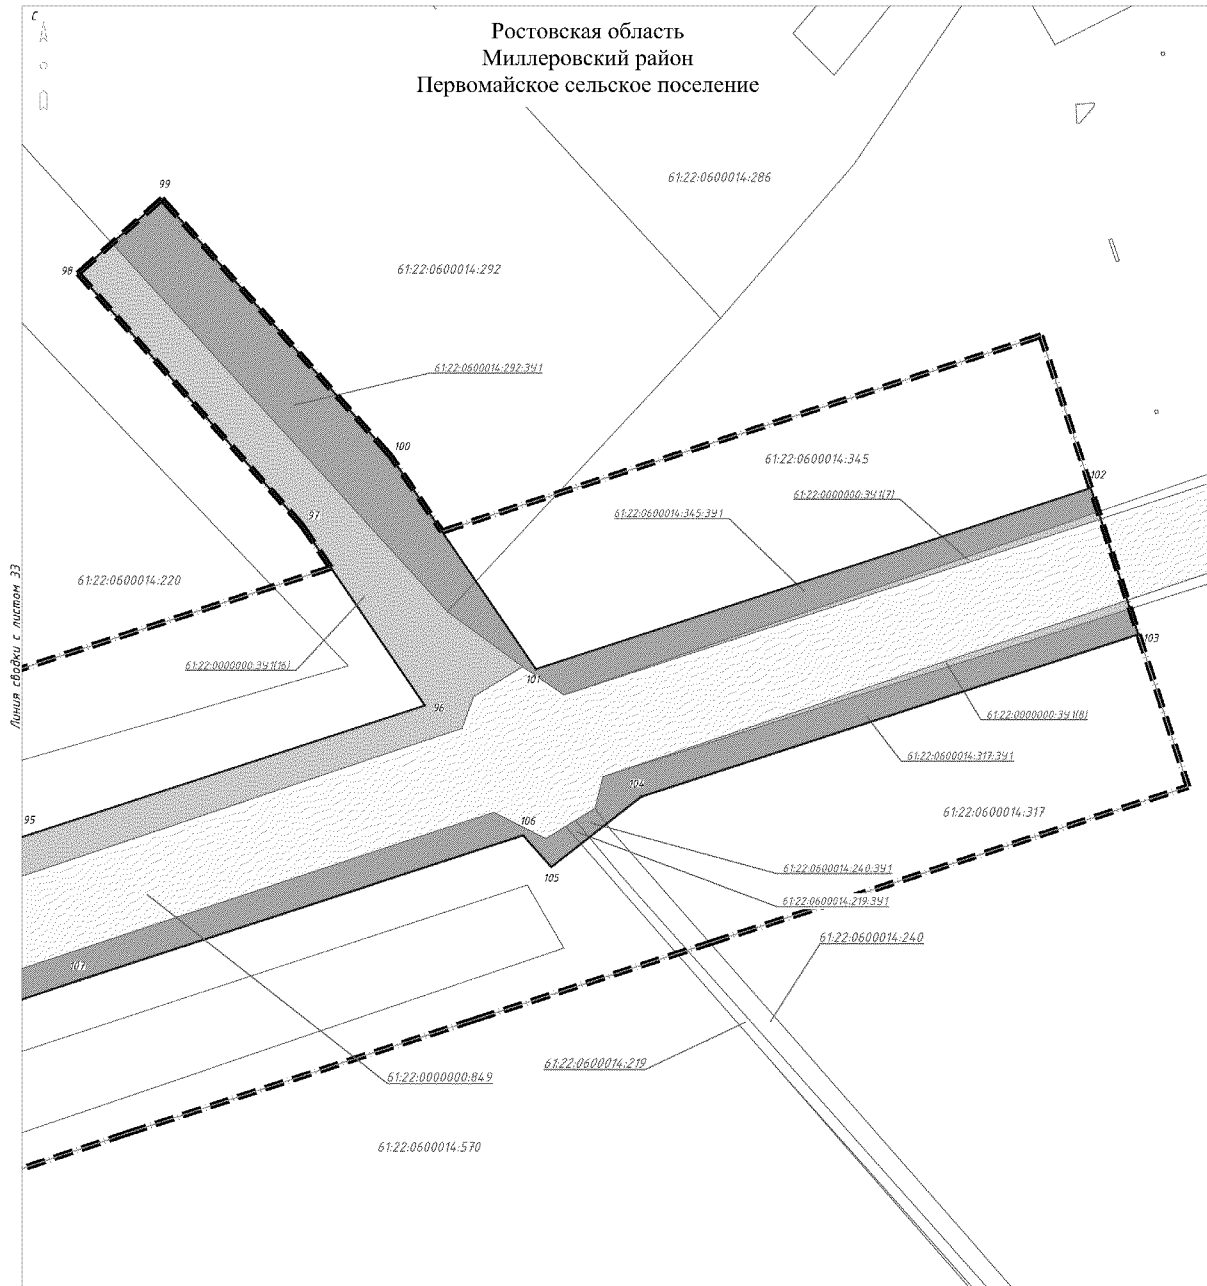 С
Ростовская область
Миллеровский район
Первомайское сельское поселение
61:22:0600014:286
99
98
61:22:0600014:292
61:22:0600014:292:ЗУ1
100
61:22:0600014:345
102
61:22:0000000:ЗУ1(7)
61:22:0600014:345:ЗУ1
97
61:22:0600014:220
Линия сводки с листом 33
103
61:22:0000000:ЗУ1(16)
101
96
61:22:0000000:ЗУ1(8)
61:22:0600014:317:ЗУ1
104
61:22:0600014:317
95
106
105
61:22:0600014:240:ЗУ1
61:22:0600014:219:ЗУ1
61:22:0600014:240
107
61:22:0600014:219
61:22:0000000:849
61:22:0600014:570